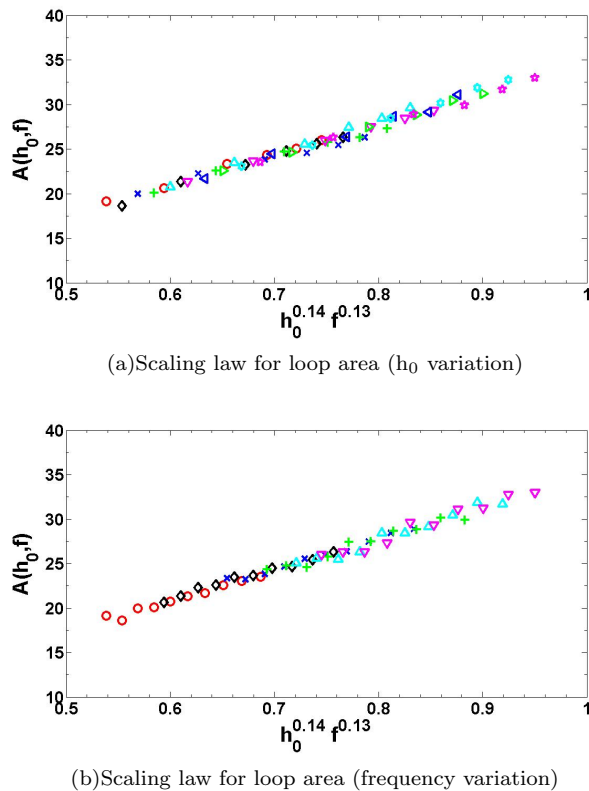 40
35
30
25
20
15
10
A(h0,f)
0.5 0.6 0.7 0.8 0.9 1
h0^0.14 f^0.13
(a)Scaling law for loop area (h0 variation)
40
35
30
25
20
15
10
A(h0,f)
0.5 0.6 0.7 0.8 0.9 1
h0^0.14 f^0.13
(b)Scaling law for loop area (frequency variation)